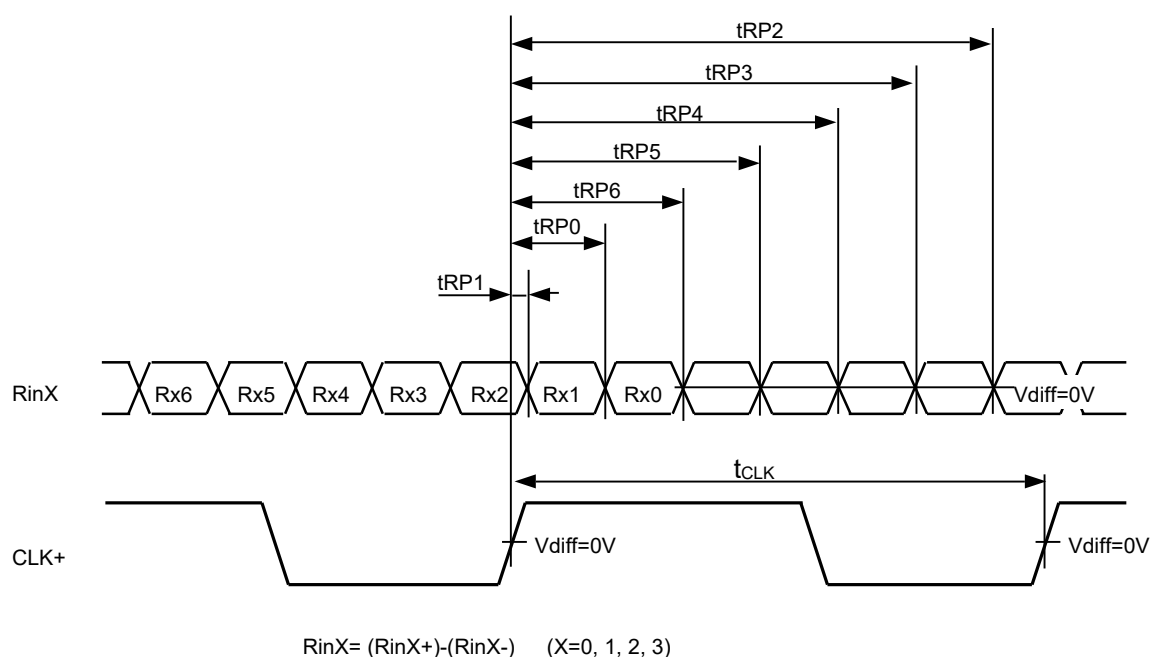 tRP2
tRP3
tRP4
tRP5
tRP6
tRP0
tRP1
RinX Rx6 Rx5 Rx4 Rx3 Rx2 Rx1 Rx0 Vdiff=0V
tCLK
CLK+ Vdiff=0V Vdiff=0V
RinX= (RinX+)-(RinX-) (X=0, 1, 2, 3)